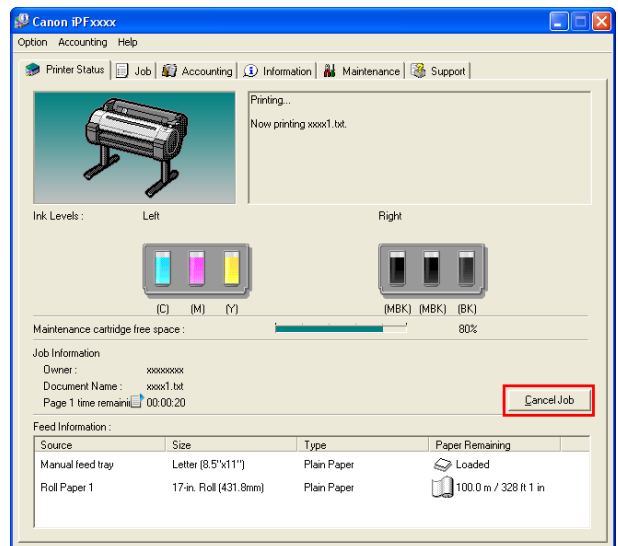 Canon iPFxxxx
Option Accounting Help
Printer Status Job Accounting Information Maintenance Support
Printing...
Now printing xxxx1.txt.
Ink Levels : Left Right
(C) (M) (Y) (MBK) (MBK) (BK)
Maintenance cartridge free space : 80%
Job Information
Owner : xxxxxxxx
Document Name : xxxx1.txt
Page 1 time remainii 00:00:20
Cancel Job
Feed Information :
Source Size Type Paper Remaining
Manual feed tray Letter (8.5"x11") Plain Paper Loaded
Roll Paper 1 17-in. Roll (431.8mm) Plain Paper 100.0 m / 328 ft 1 in